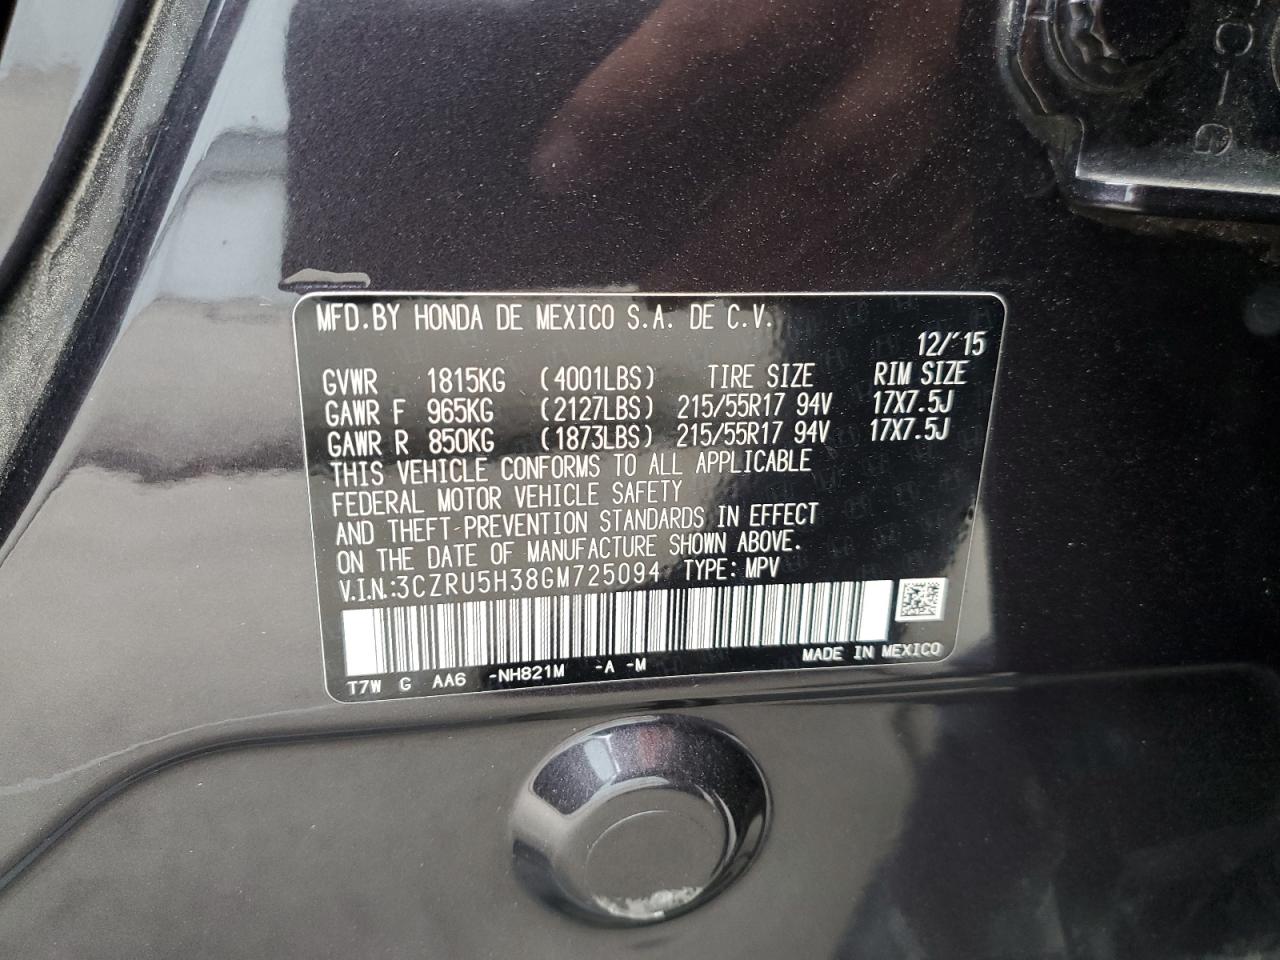 MFD.BY HONDA DE MEXICO S.A. DE C.V.
12/'15
GVWR 1815KG (4001LBS) TIRE SIZE RIM SIZE
GAWR F 965KG (2127LBS) 215/55R17 94V 17X7.5J
GAWR R 850KG (1873LBS) 215/55R17 94V 17X7.5J
THIS VEHICLE CONFORMS TO ALL APPLICABLE
FEDERAL MOTOR VEHICLE SAFETY
AND THEFT-PREVENTION STANDARDS IN EFFECT
ON THE DATE OF MANUFACTURE SHOWN ABOVE.
V.I.N.:3CZRU5H38GM725094 TYPE: MPV
MADE IN MEXICO
T7W G AA6 -NH821M -A -M